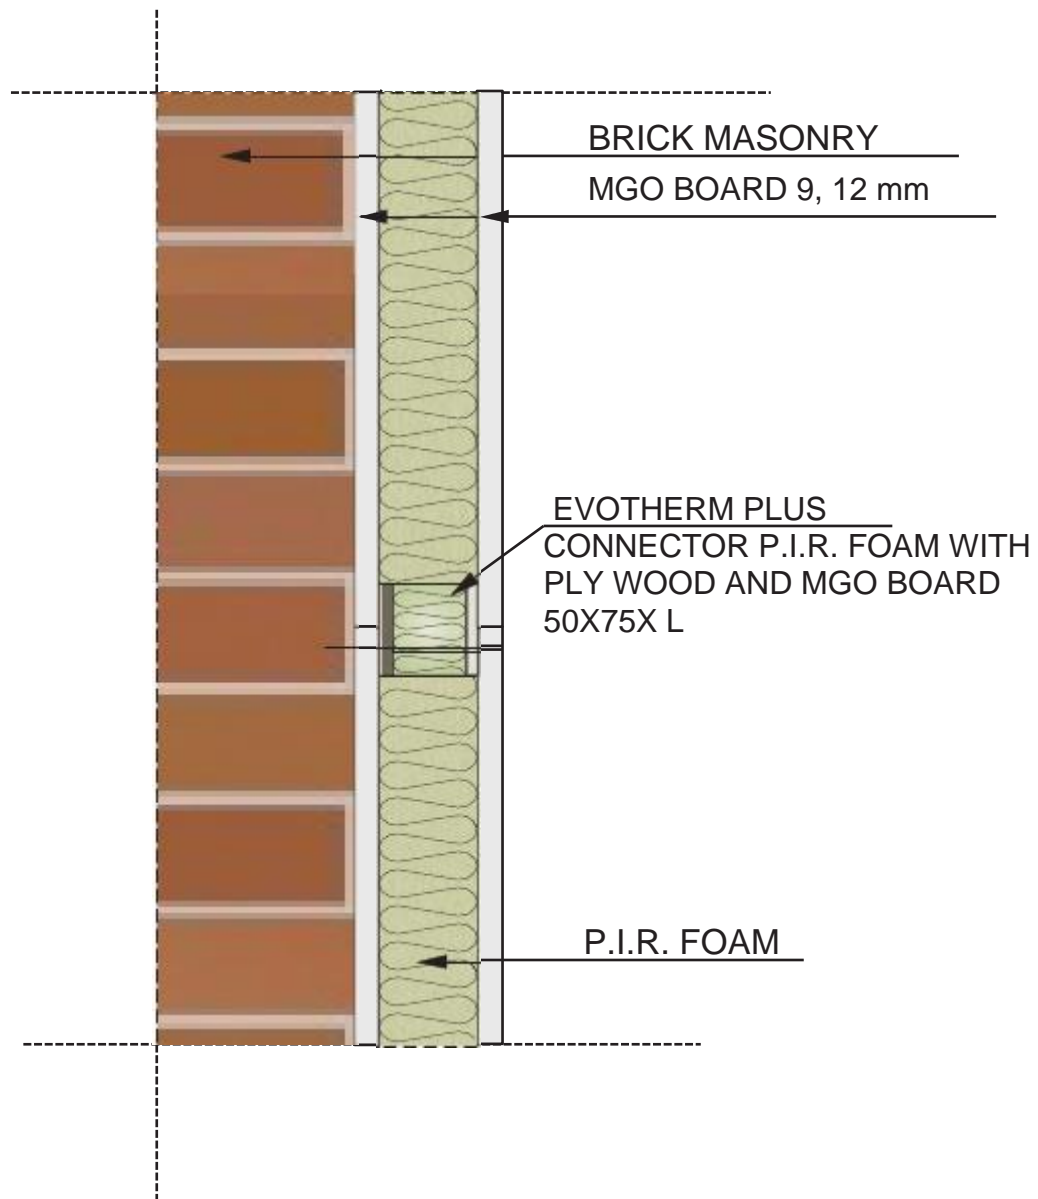 BRICK MASONRY
MGO BOARD 9, 12 mm
EVOTHERM PLUS
CONNECTOR P.I.R. FOAM WITH
PLY WOOD AND MGO BOARD
50X75X L
P.I.R. FOAM